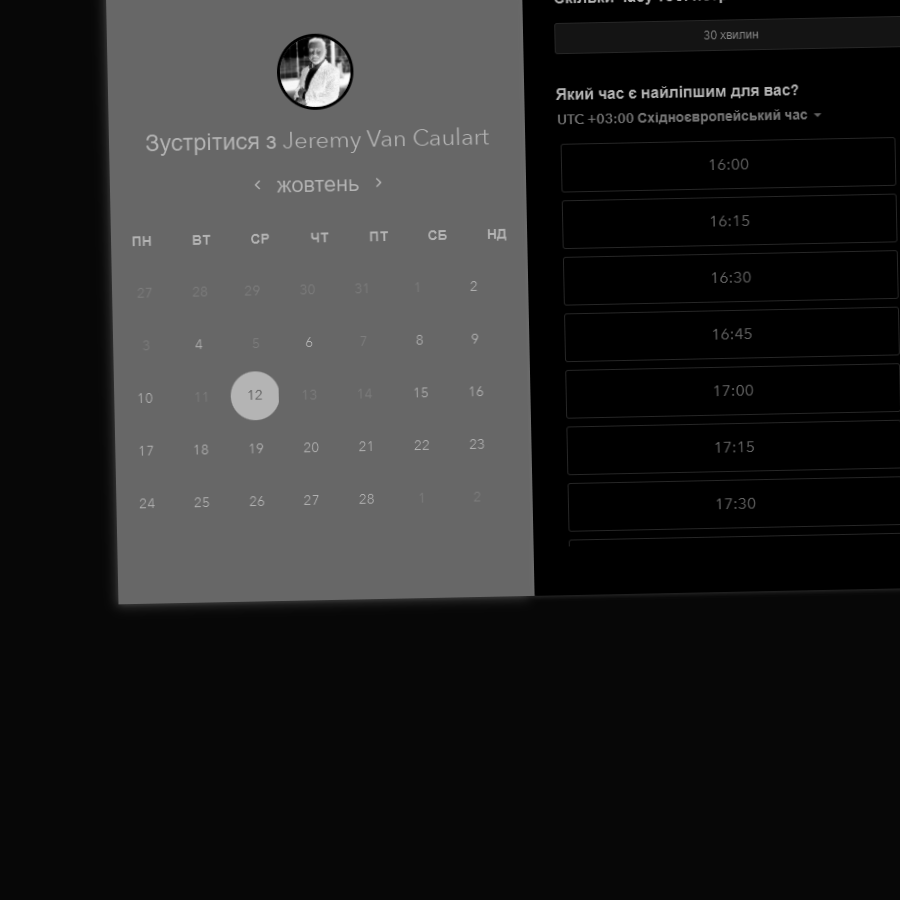 Зустрітися з Jeremy Van Caulart
жовтень
ПН ВТ СР ЧТ ПТ СБ НД
27 28 29 30 31 1 2
3 4 5 6 7 8 9
10 11 12 13 14 15 16
17 18 19 20 21 22 23
24 25 26 27 28 1 2
30 хвилин
Який час є найліпшим для вас?
UTC +03:00 Східноєвропейський час
16:00
16:15
16:30
16:45
17:00
17:15
17:30